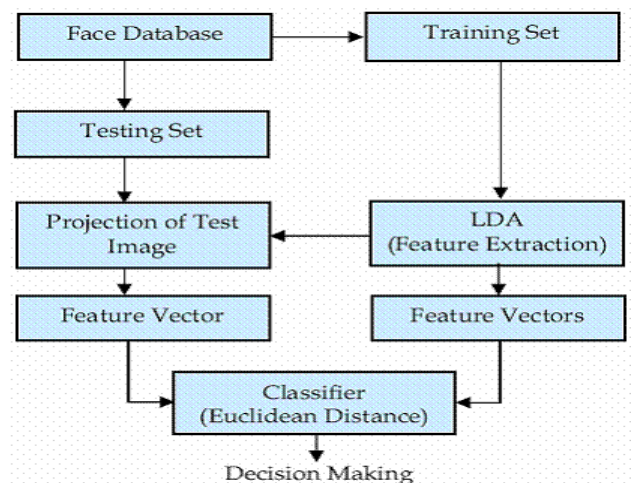 Face Database
Training Set
Testing Set
Projection of Test
Image
LDA
(Feature Extraction)
Feature Vector
Feature Vectors
Classifier
(Euclidean Distance)
Decision Making